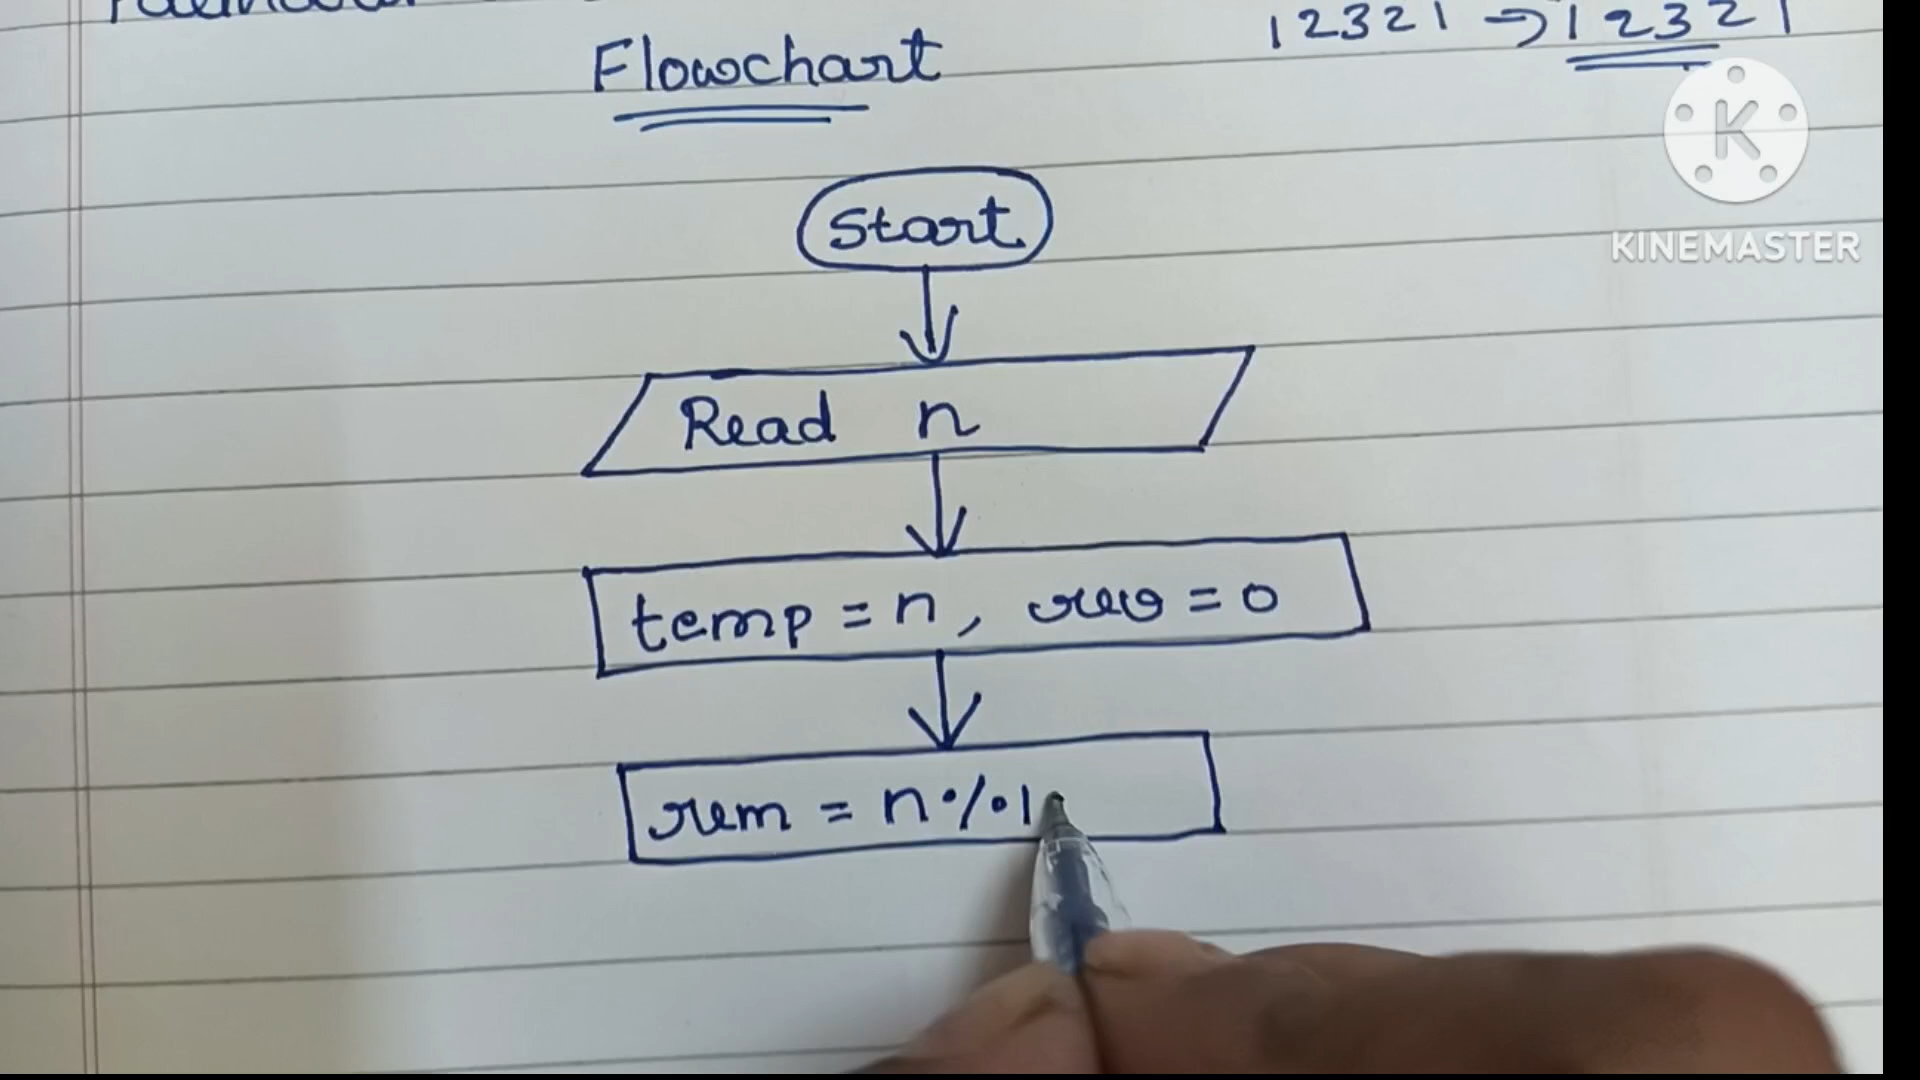 Flowchart
12321 → 12321
KINEMASTER
Start
Read n
temp = n, rev = 0
rem = n%1